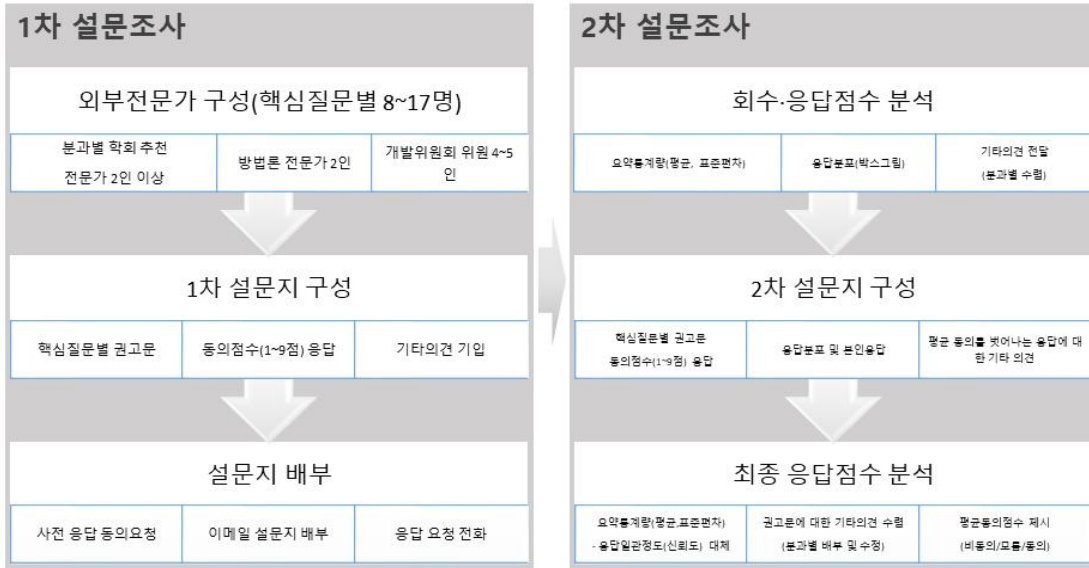 1차 설문조사
외부전문가 구성(핵심질문별 8~17명)
분과별 학회 추천
전문가 2인 이상
방법론 전문가 2인
개발위원회 위원 4~5
인
1차 설문지 구성
핵심질문별 권고문
동의점수(1~9점) 응답
기타의견 기입
설문지 배부
사전 응답 동의요청
이메일 설문지 배부
응답 요청 전화
2차 설문조사
회수·응답점수 분석
요약통계량(평균, 표준편차)
응답분포(박스그림)
기타의견 전달
(분과별 수렴)
2차 설문지 구성
핵심질문별 권고문
동의점수(1~9점) 응답
응답분포 및 본인응답
평균 동의를 벗어나는 응답에 대
한 기타 의견
최종 응답점수 분석
요약통계량(평균,표준편차)
- 응답일관정도(신뢰도) 대체
권고문에 대한 기타의견 수렴
(분과별 배부 및 수정)
평균동의점수 제시
(비동의/모름/동의)